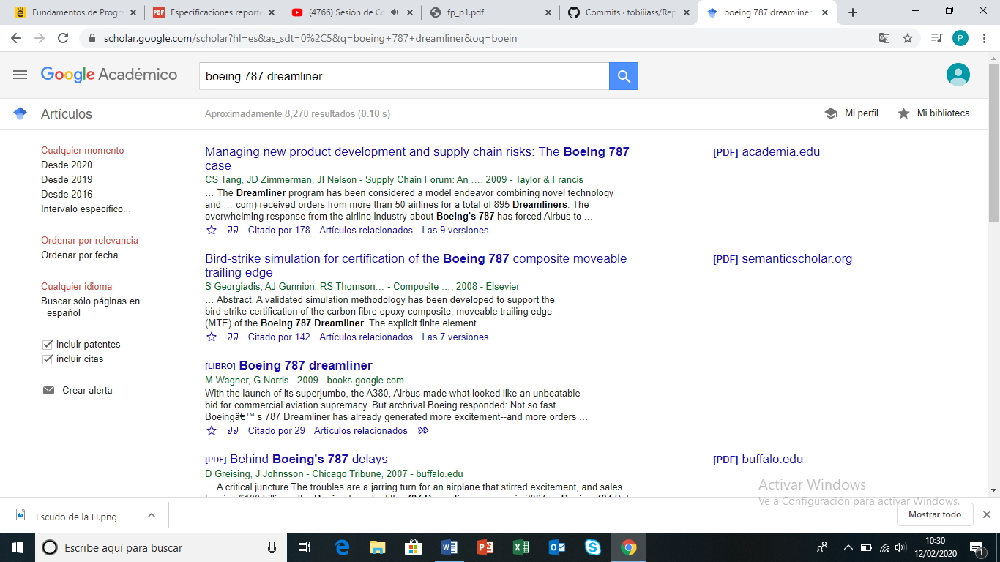 Fundamentos de Progra
Especificaciones reporte
(4766) Sesión de Co
fp_p1.pdf
Commits · tobiiiass/Rep
boeing 787 dreamliner
scholar.google.com/scholar?hl=es&as_sdt=0%2C5&q=boeing+787+dreamliner&oq=boein
P
Google Académico
boeing 787 dreamliner
Artículos
Aproximadamente 8,270 resultados (0.10 s)
Mi perfil
Mi biblioteca
Cualquier momento
Desde 2020
Desde 2019
Desde 2016
Intervalo específico...
Ordenar por relevancia
Ordenar por fecha
Cualquier idioma
Buscar sólo páginas en
español
incluir patentes
incluir citas
Crear alerta
Managing new product development and supply chain risks: The Boeing 787
case
CS Tang, JD Zimmerman, JI Nelson - Supply Chain Forum: An …, 2009 - Taylor & Francis
… The Dreamliner program has been considered a model endeavor combining novel technology
and … com) received orders from more than 50 airlines for a total of 895 Dreamliners. The
overwhelming response from the airline industry about Boeing's 787 has forced Airbus to …
Citado por 178 Artículos relacionados Las 9 versiones
[PDF] academia.edu
Bird-strike simulation for certification of the Boeing 787 composite moveable
trailing edge
S Georgiadis, AJ Gunnion, RS Thomson… - Composite …, 2008 - Elsevier
… Abstract. A validated simulation methodology has been developed to support the
bird-strike certification of the carbon fibre epoxy composite, moveable trailing edge
(MTE) of the Boeing 787 Dreamliner. The explicit finite element …
Citado por 142 Artículos relacionados Las 7 versiones
[PDF] semanticscholar.org
[LIBRO] Boeing 787 dreamliner
M Wagner, G Norris - 2009 - books.google.com
With the launch of its superjumbo, the A380, Airbus made what looked like an unbeatable
bid for commercial aviation supremacy. But archrival Boeing responded: Not so fast.
Boeingâ€™ s 787 Dreamliner has already generated more excitement--and more orders …
Citado por 29 Artículos relacionados
[PDF] Behind Boeing's 787 delays
D Greising, J Johnsson - Chicago Tribune, 2007 - buffalo.edu
… A critical juncture The troubles are a jarring turn for an airplane that stirred excitement, and sales
[PDF] buffalo.edu
Activar Windows
Ve a Configuración para activar Windows.
Escudo de la FI.png
Mostrar todo
Escribe aquí para buscar
10:30
12/02/2020
1